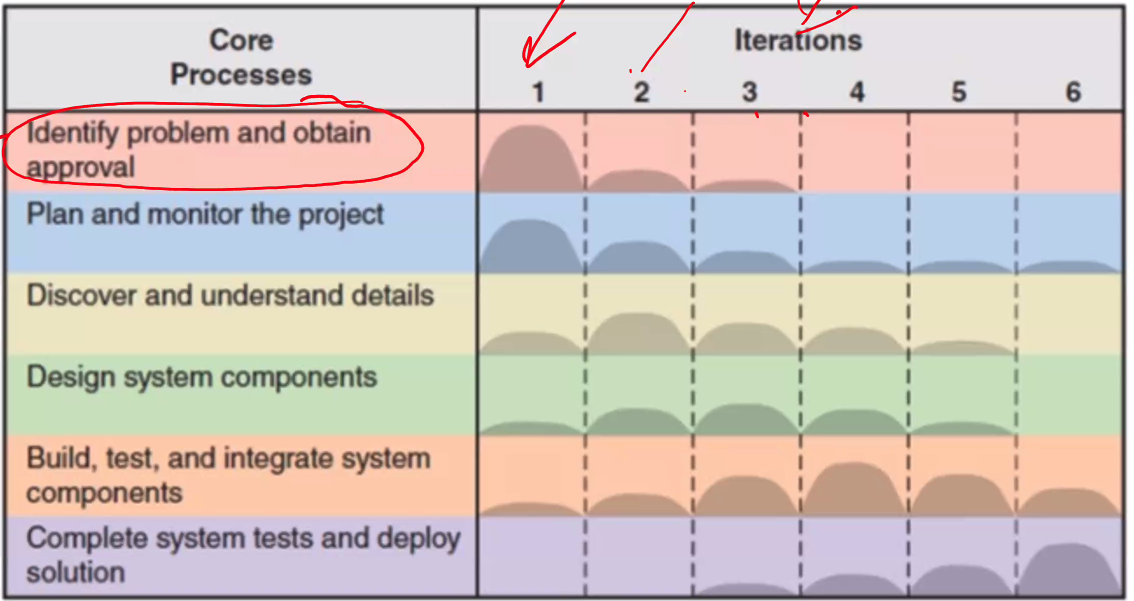 Core
Processes
Iterations
1 2 3 4 5 6
Identify problem and obtain
approval
Plan and monitor the project
Discover and understand details
Design system components
Build, test, and integrate system
components
Complete system tests and deploy
solution